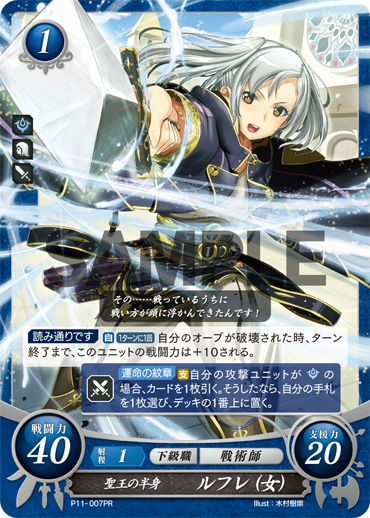 1
SAMPLE
その……戦っているうちに
戦い方が頭に浮かんできたんです！
読み通りです 自 1ターンに1回 自分のオーブが破壊された時、ターン
終了まで、このユニットの戦闘力は＋10される。
運命の紋章 支 自分の攻撃ユニットが の
場合、カードを1枚引く。そうしたなら、自分の手札
を1枚選び、デッキの1番上に置く。
戦闘力 40
射程 1 下級職 戦術師
支援力 20
聖王の半身 ルフレ（女）
P11-007PR
Illust：木村樹崇